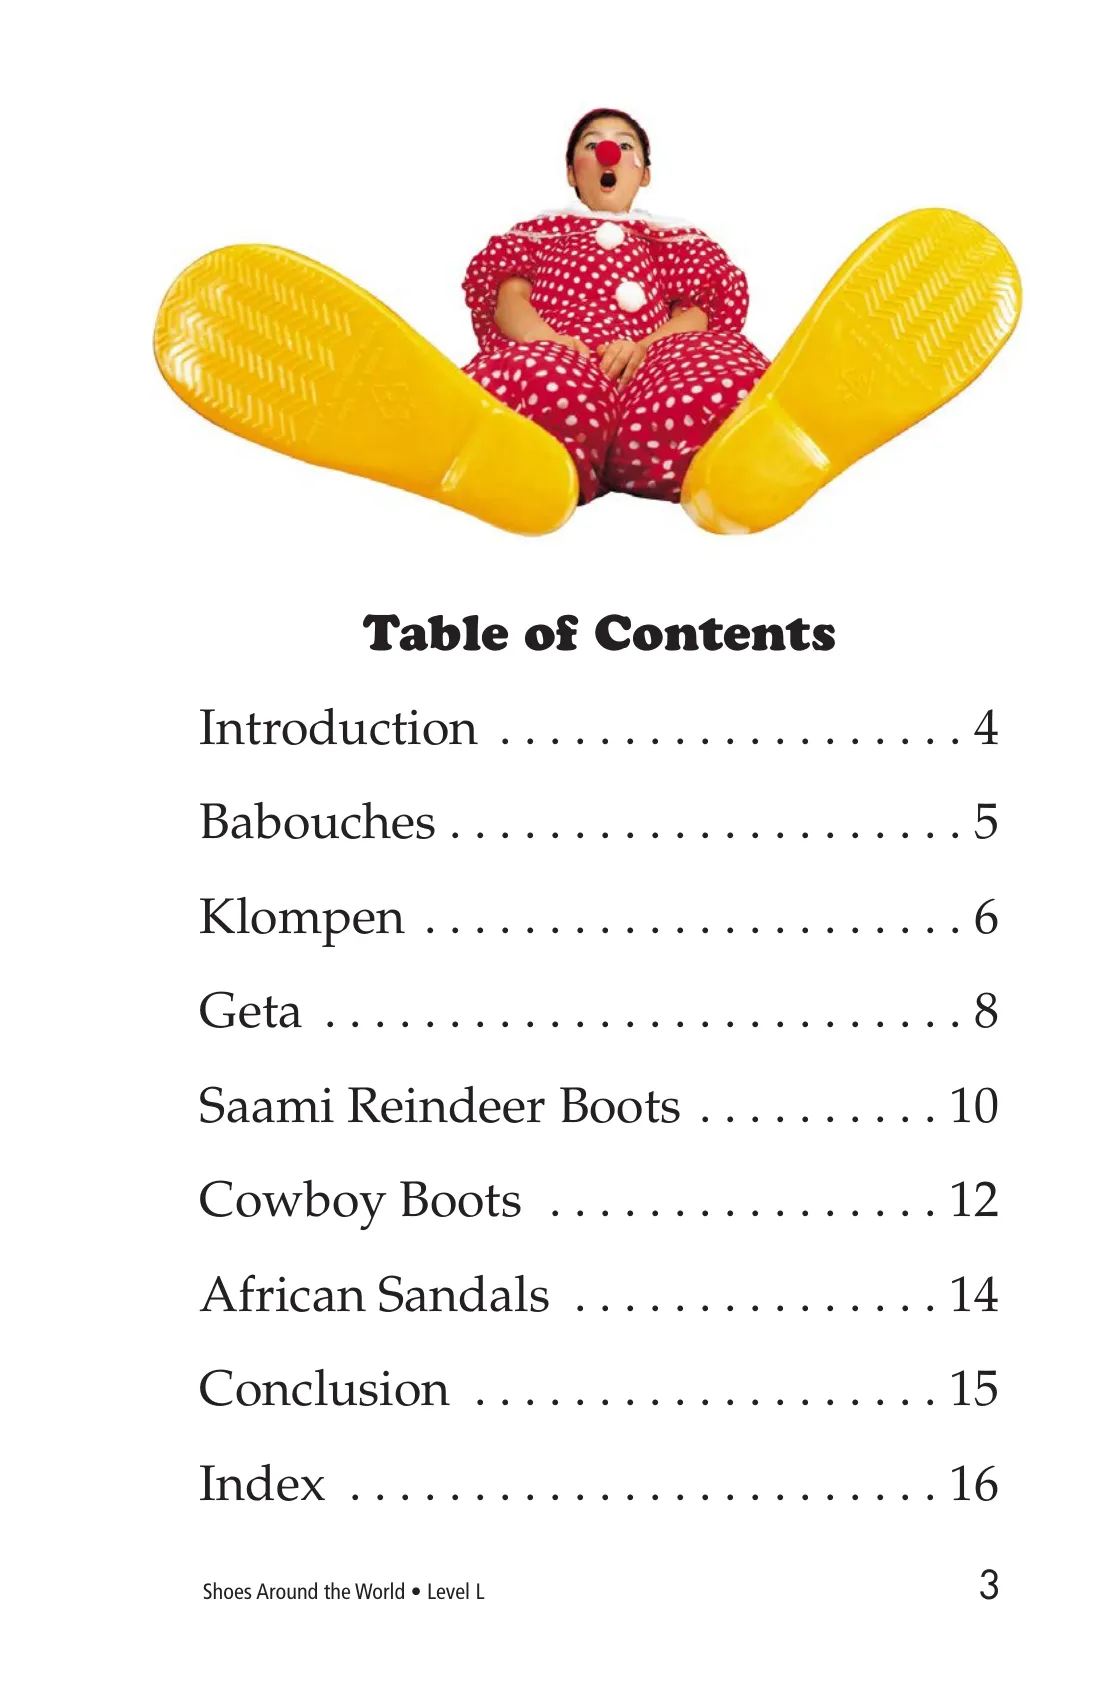 Table of Contents
Introduction . . . . . . . . . . . . . . . . . . . 4
Babouches . . . . . . . . . . . . . . . . . . . . . 5
Klompen . . . . . . . . . . . . . . . . . . . . . . 6
Geta . . . . . . . . . . . . . . . . . . . . . . . . . . 8
Saami Reindeer Boots . . . . . . . . . . 10
Cowboy Boots . . . . . . . . . . . . . . . . 12
African Sandals . . . . . . . . . . . . . . . 14
Conclusion . . . . . . . . . . . . . . . . . . . 15
Index . . . . . . . . . . . . . . . . . . . . . . . . 16
Shoes Around the World • Level L 3